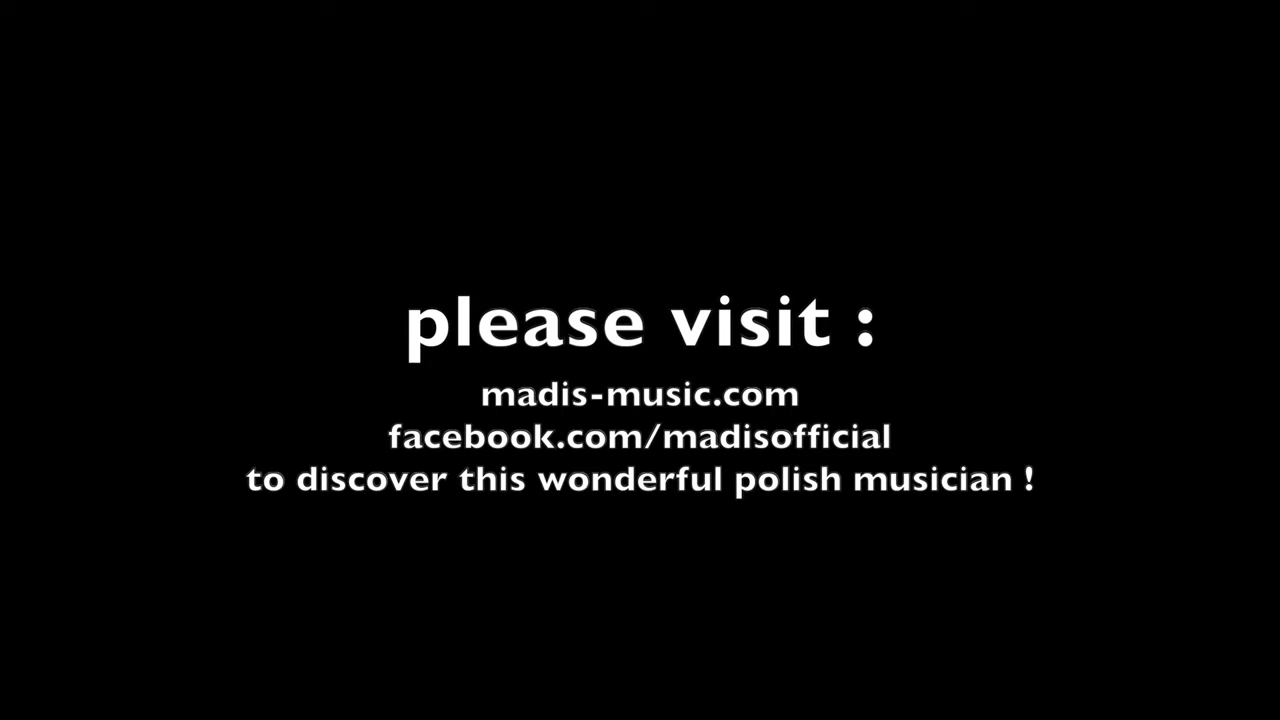 please visit :
madis-music.com
facebook.com/madisofficial
to discover this wonderful polish musician !